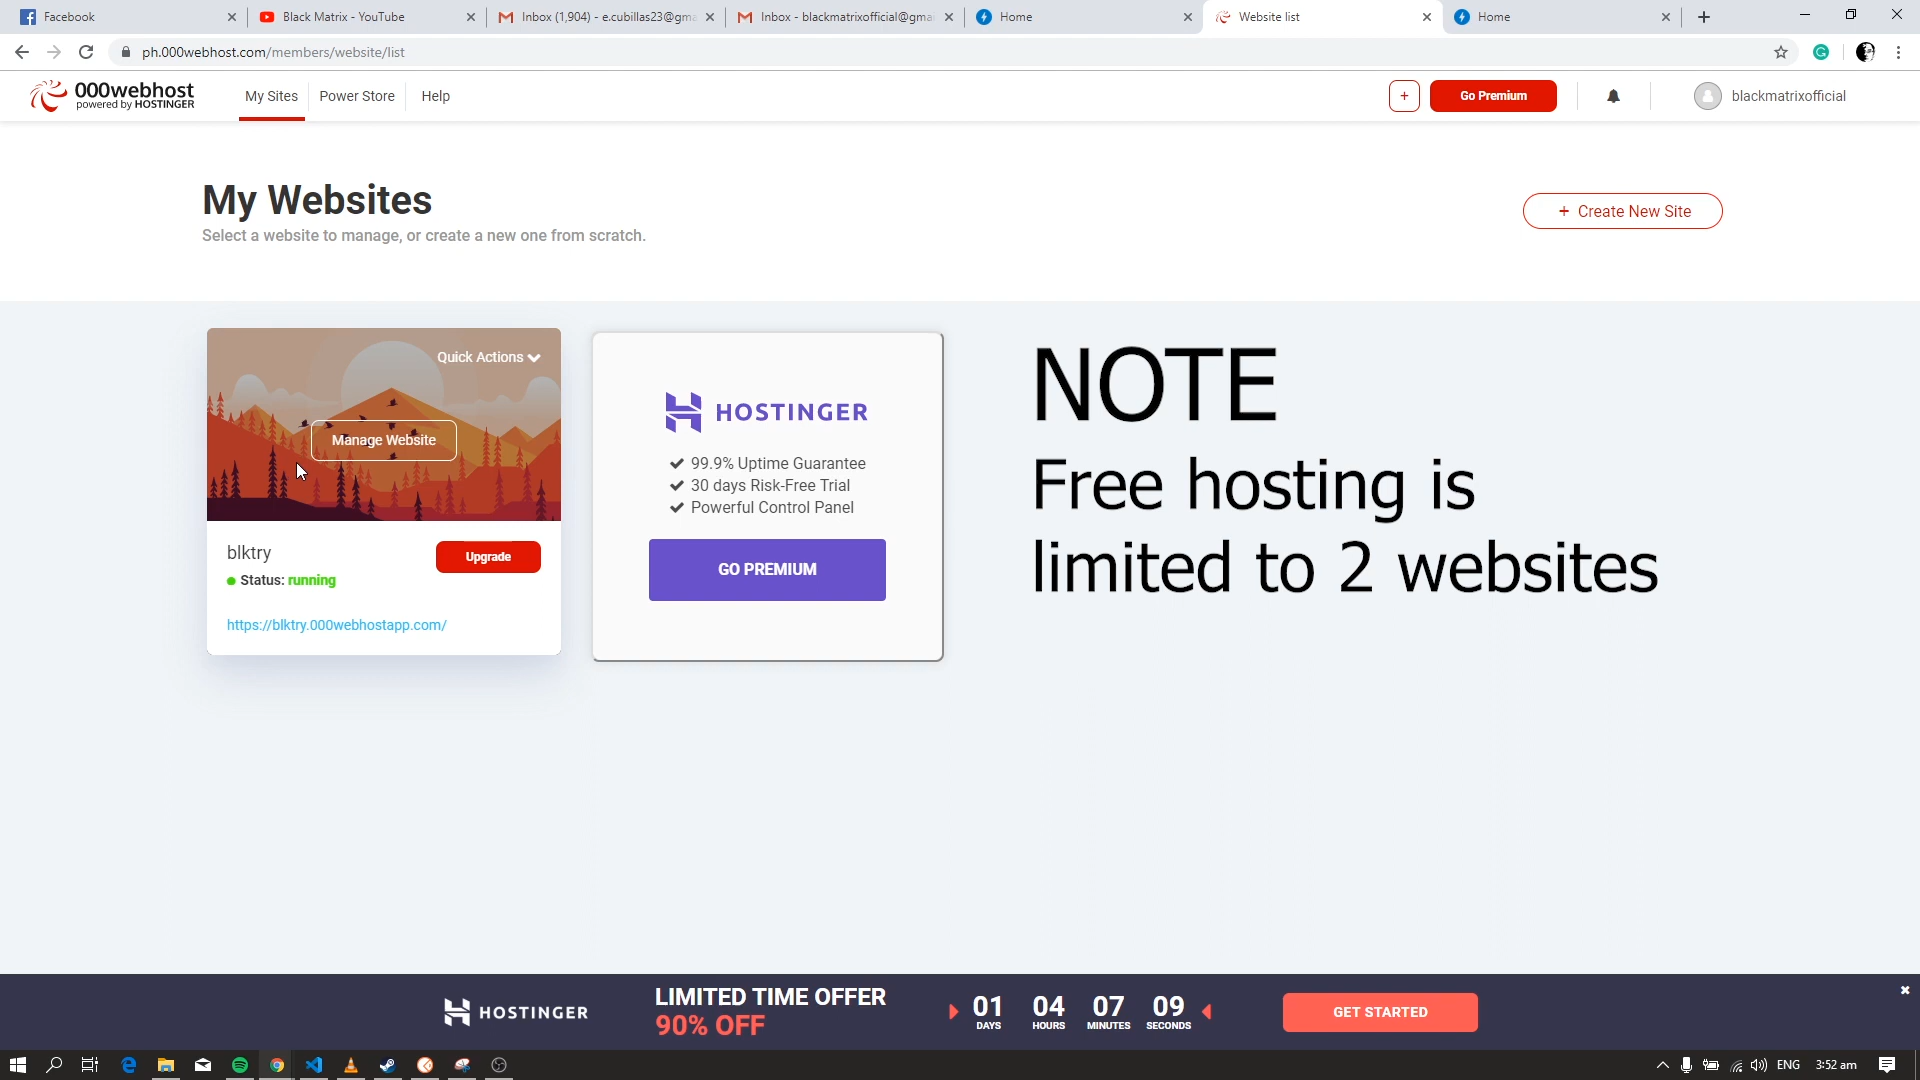 Facebook
Black Matrix - YouTube
Inbox (1,904) - e.cubillas23@gma
Inbox - blackmatrixofficial@gmai
Home
Website list
Home
ph.000webhost.com/members/website/list
000webhost
powered by HOSTINGER
My Sites
Power Store
Help
+
Go Premium
blackmatrixofficial
My Websites
Select a website to manage, or create a new one from scratch.
+ Create New Site
Quick Actions
Manage Website
blktry
Upgrade
Status: running
https://blktry.000webhostapp.com/
HOSTINGER
99.9% Uptime Guarantee
30 days Risk-Free Trial
Powerful Control Panel
GO PREMIUM
NOTE
Free hosting is
limited to 2 websites
HOSTINGER
LIMITED TIME OFFER
90% OFF
01 04 07 09
DAYS HOURS MINUTES SECONDS
GET STARTED
ENG
3:52 am